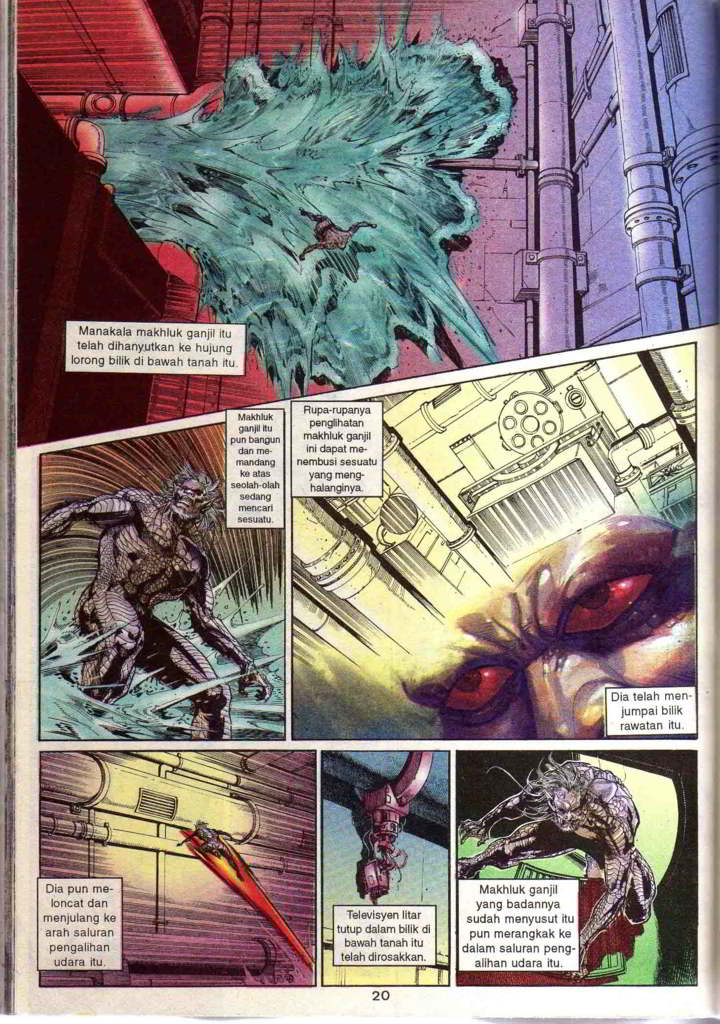 Manakala makhluk ganjil itu
telah dihanyutkan ke hujung
lorong bilik di bawah tanah itu.
Makhluk
ganjil itu
pun bangun
dan me-
mandang
ke atas
seolah-olah
sedang
mencari
sesuatu.
Rupa-rupanya
penglihatan
makhluk ganjil
ini dapat me-
nembusi sesuatu
yang meng-
halanginya.
Dia telah men-
jumpai bilik
rawatan itu.
Dia pun me-
loncat dan
menjulang ke
arah saluran
pengalihan
udara itu.
Televisyen litar
tutup dalam bilik di
bawah tanah itu
telah dirosakkan.
Makhluk ganjil
yang badannya
sudah menyusut itu
pun merangkak ke
dalam saluran peng-
alihan udara itu.
20